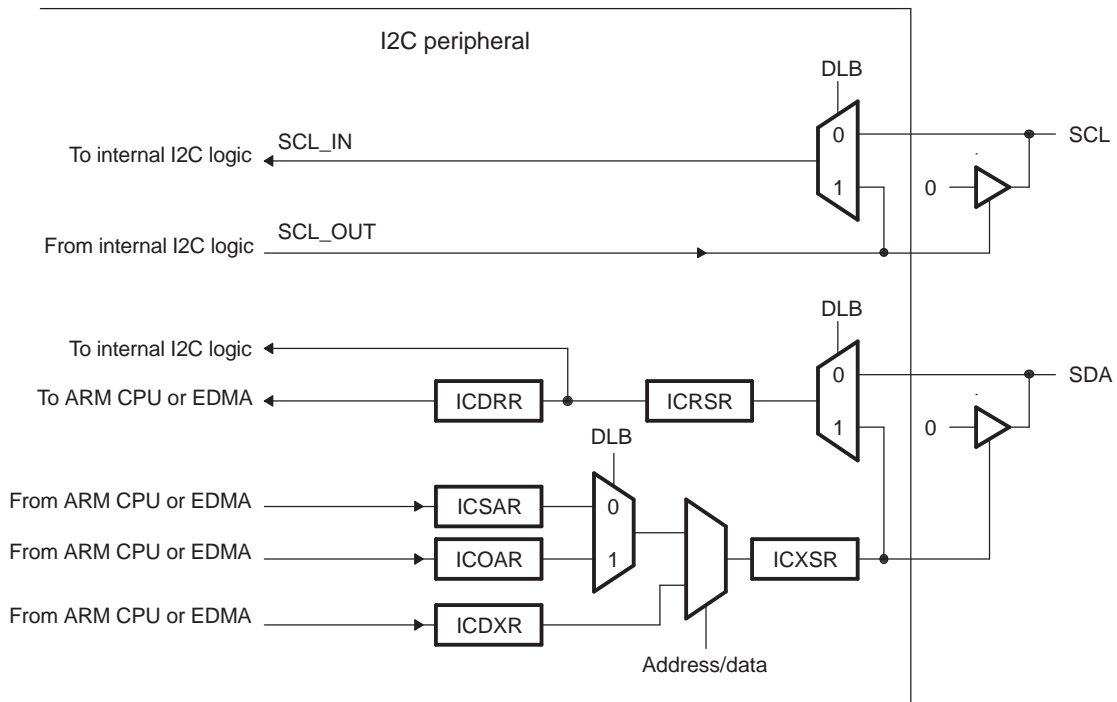 I2C peripheral
DLB
0
SCL
SCL_IN
To internal I2C logic
1
0
SCL_OUT
From internal I2C logic
DLB
To internal I2C logic
0
SDA
To ARM CPU or EDMA
ICDRR
ICRSR
1
0
DLB
From ARM CPU or EDMA
ICSAR
0
From ARM CPU or EDMA
ICOAR
1
ICXSR
From ARM CPU or EDMA
ICDXR
Address/data